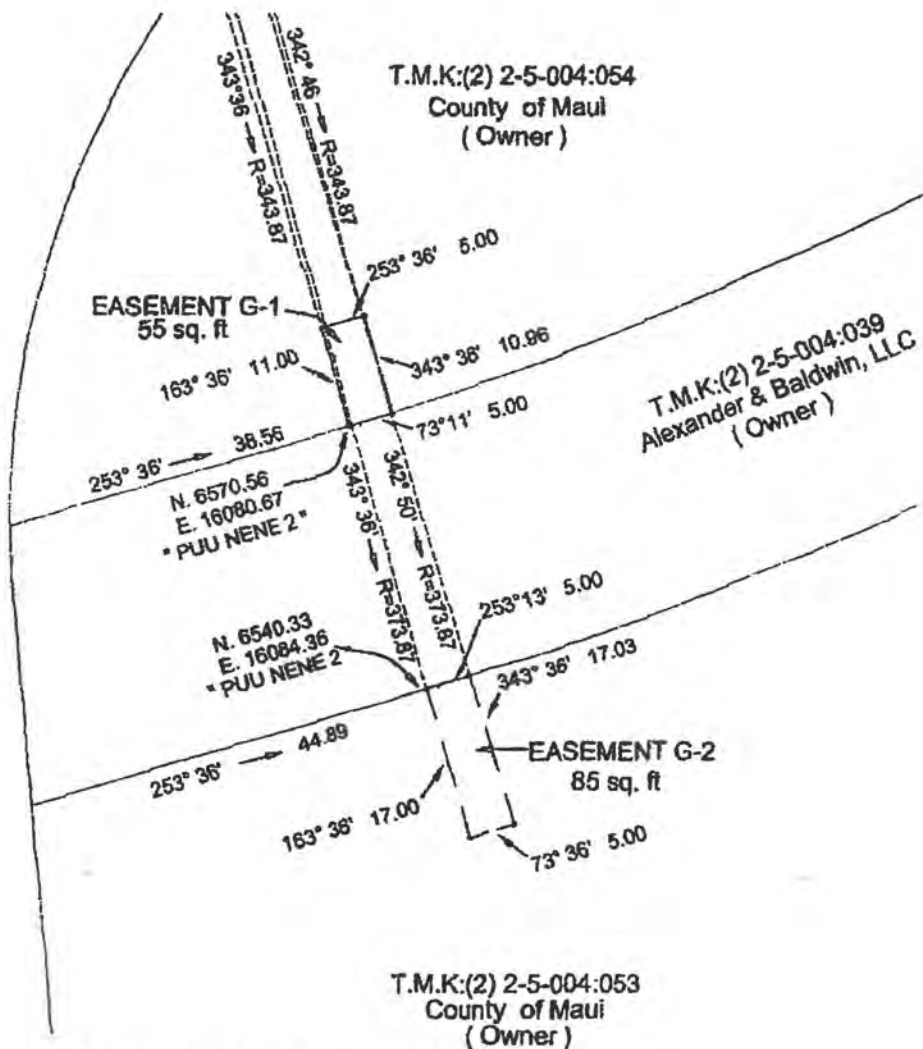 343°36 → R=343.87
342° 46 → R=343.87
T.M.K:(2) 2-5-004:054
County of Maui
( Owner )
253° 36' 5.00
EASEMENT G-1
55 sq. ft
163° 36' 11.00
343° 36' 10.96
73°11' 5.00
T.M.K:(2) 2-5-004:039
Alexander & Baldwin, LLC
( Owner )
253° 36' → 38.56
N. 6570.56
E. 16080.67
" PUU NENE 2 "
343° 36' → R=373.87
342° 50' → R=373.87
253°13' 5.00
N. 6540.33
E. 16084.36
" PUU NENE 2
343° 36' 17.03
253° 36' → 44.89
EASEMENT G-2
85 sq. ft
163° 36' 17.00
73° 36' 5.00
T.M.K:(2) 2-5-004:053
County of Maui
( Owner )